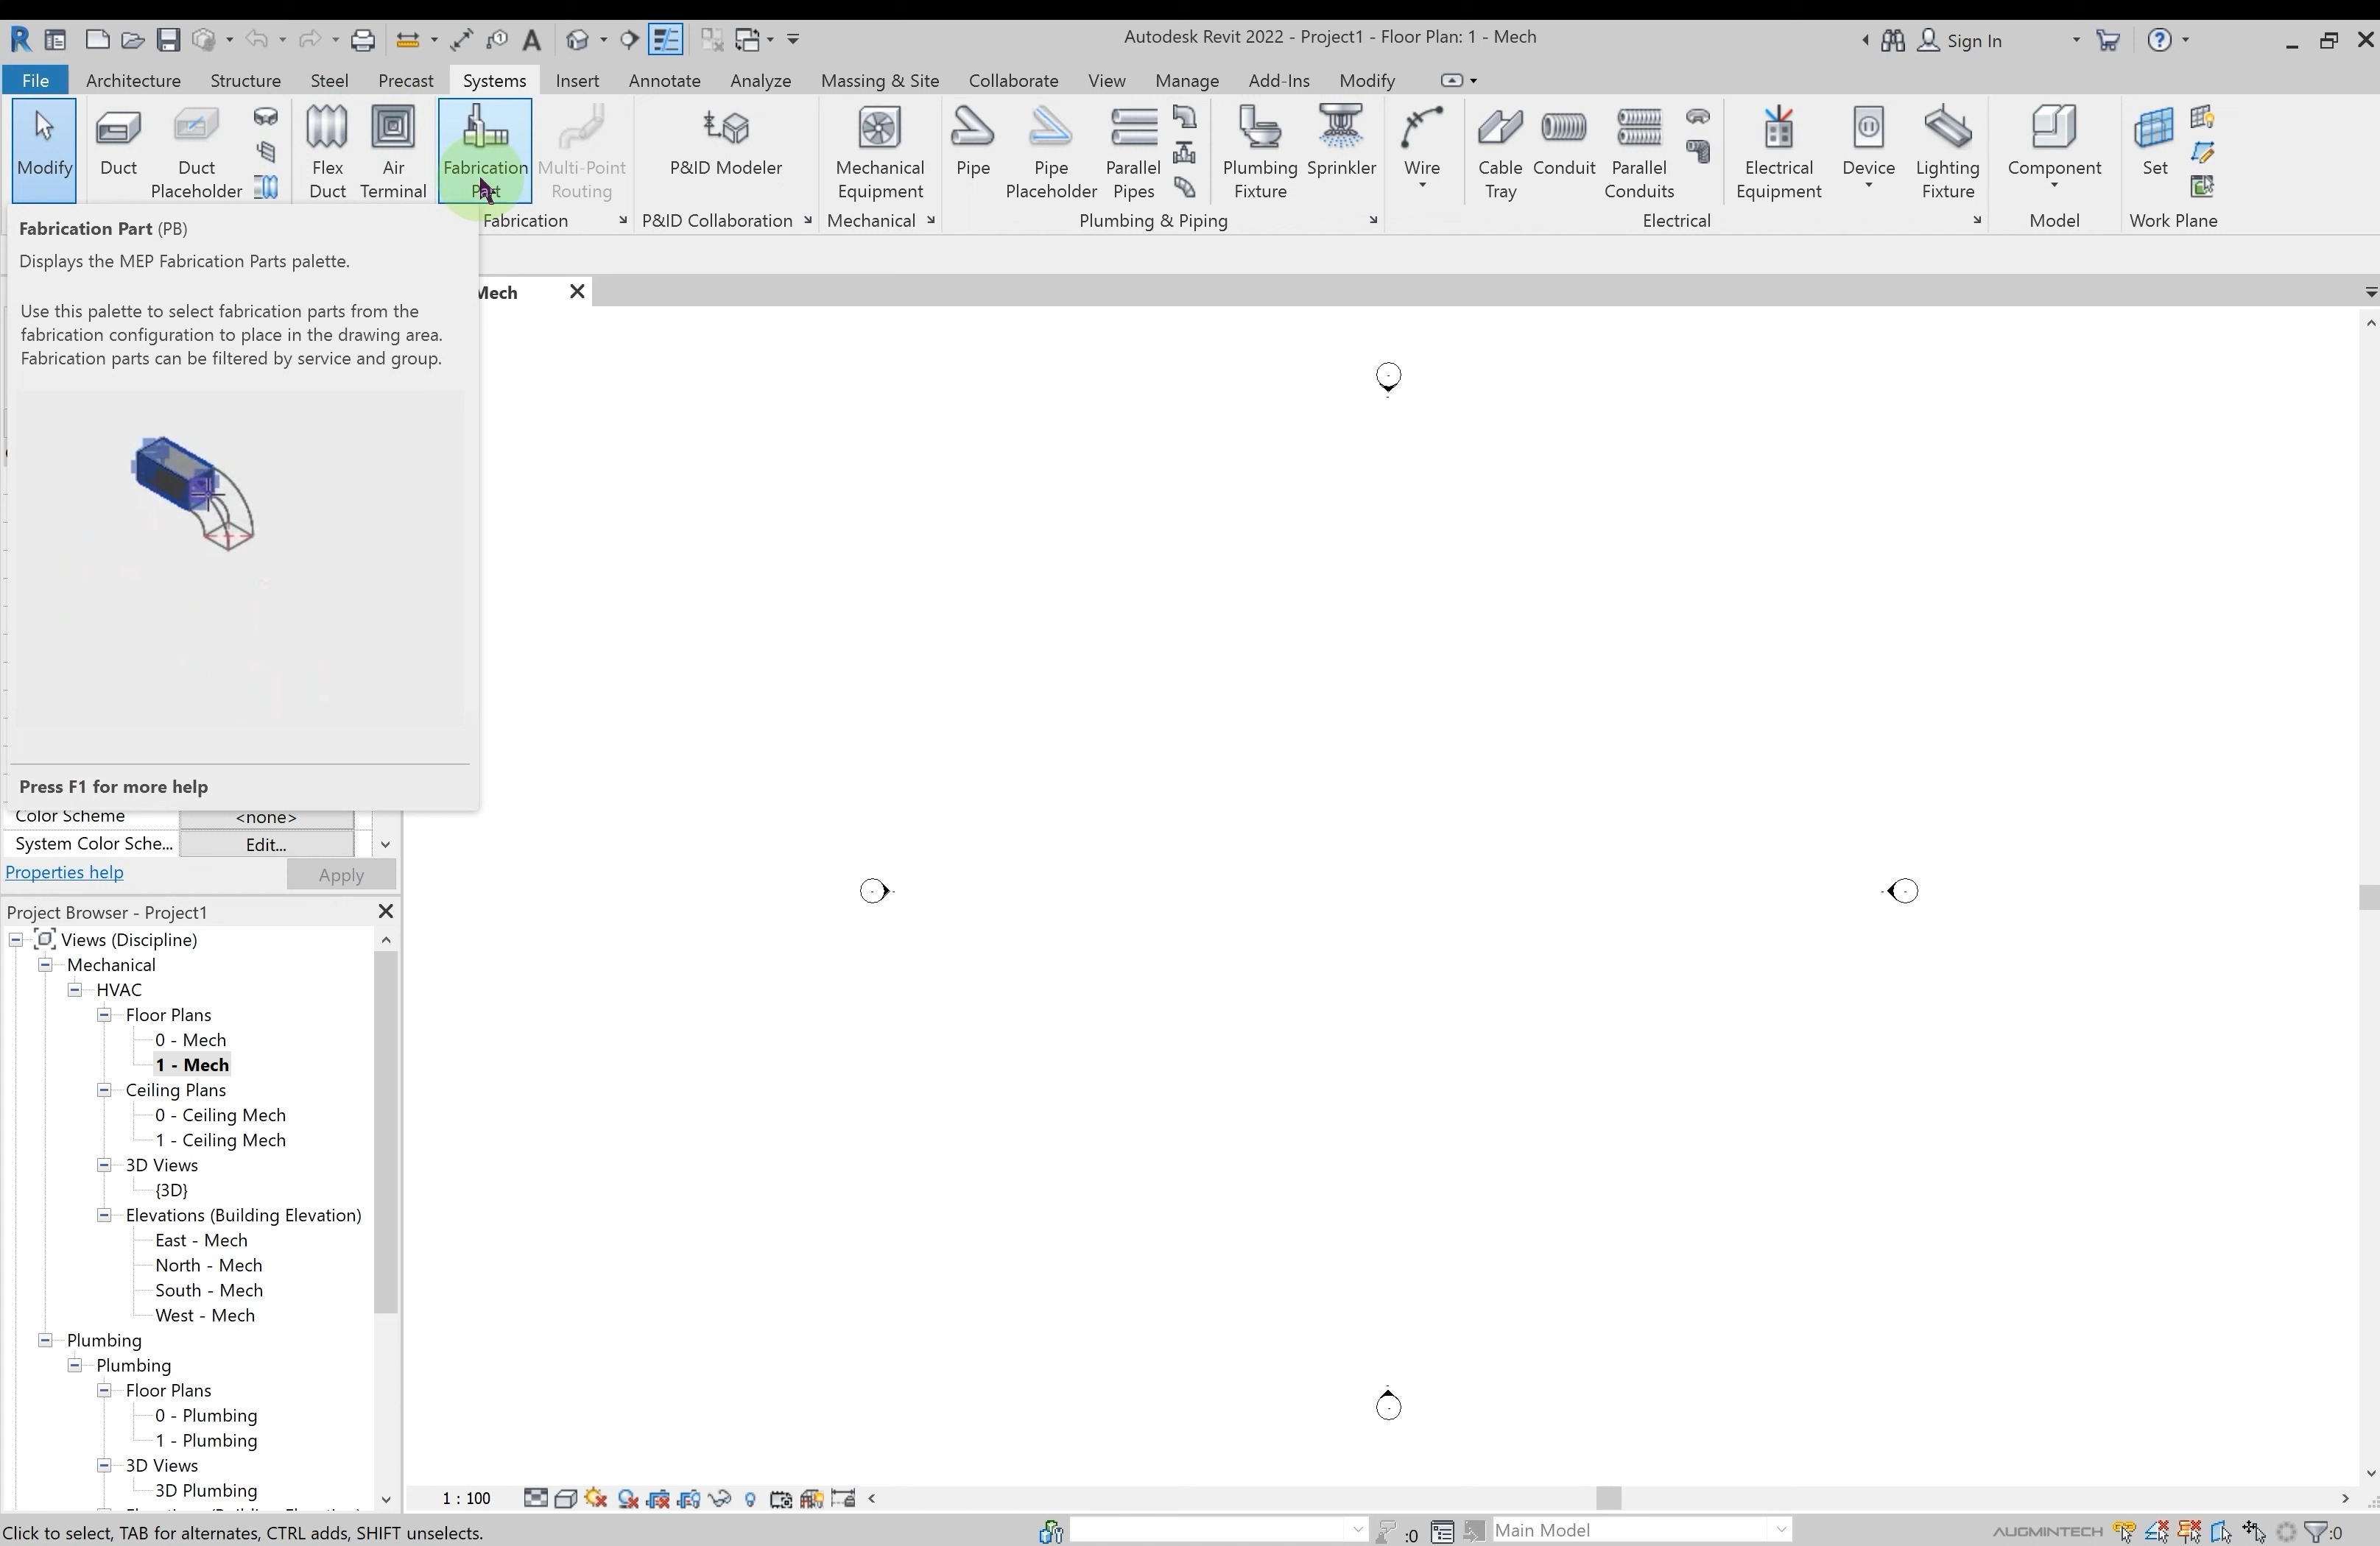 Autodesk Revit 2022 - Project1 - Floor Plan: 1 - Mech
Sign In
File Architecture Structure Steel Precast Systems Insert Annotate Analyze Massing & Site Collaborate View Manage Add-Ins Modify
Modify
Duct
Duct
Placeholder
Flex
Duct
Air
Terminal
Fabrication
Part
Multi-Point
Routing
P&ID Modeler
Mechanical
Equipment
Pipe
Pipe
Placeholder
Parallel
Pipes
Plumbing
Fixture
Sprinkler
Wire
Cable
Tray
Conduit
Parallel
Conduits
Electrical
Equipment
Device
Lighting
Fixture
Component
Set
Fabrication P&ID Collaboration Mechanical Plumbing & Piping Electrical Model Work Plane
Fabrication Part (PB)
Displays the MEP Fabrication Parts palette.
Use this palette to select fabrication parts from the
fabrication configuration to place in the drawing area.
Fabrication parts can be filtered by service and group.
Press F1 for more help
Mech
Color Scheme <none>
System Color Sche... Edit...
Properties help Apply
Project Browser - Project1
Views (Discipline)
Mechanical
HVAC
Floor Plans
0 - Mech
1 - Mech
Ceiling Plans
0 - Ceiling Mech
1 - Ceiling Mech
3D Views
{3D}
Elevations (Building Elevation)
East - Mech
North - Mech
South - Mech
West - Mech
Plumbing
Plumbing
Floor Plans
0 - Plumbing
1 - Plumbing
3D Views
3D Plumbing
1 : 100
Click to select, TAB for alternates, CTRL adds, SHIFT unselects.
:0
Main Model
AUGMINTECH
:0